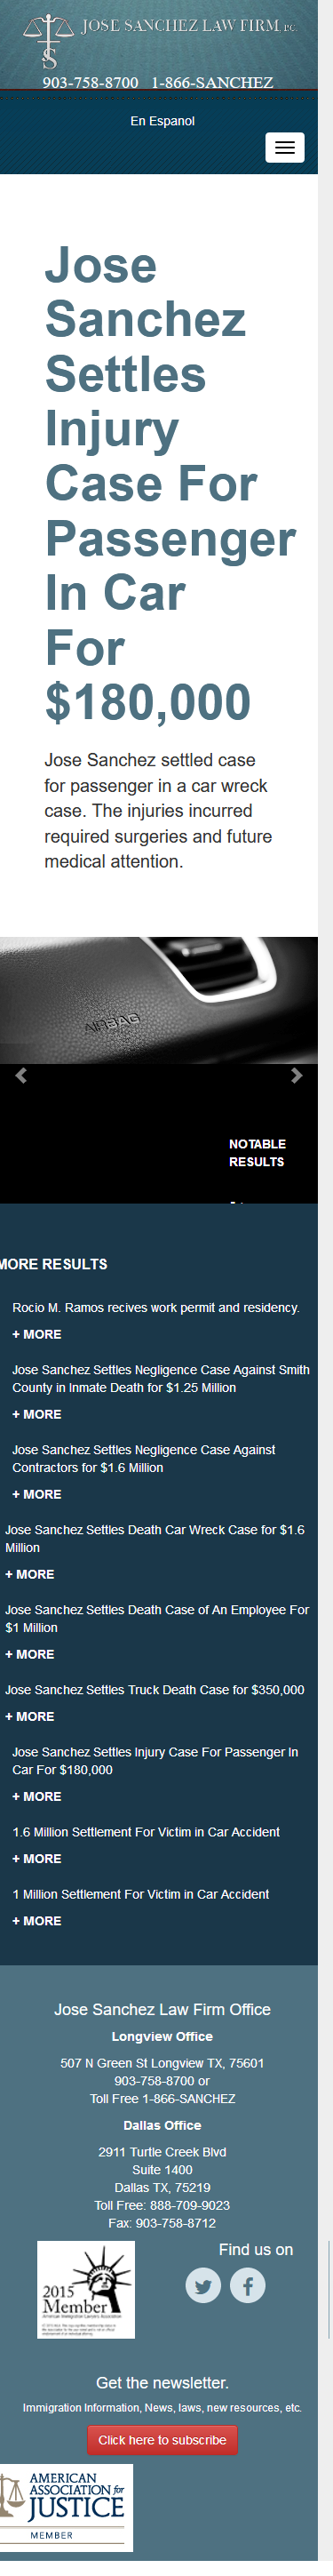 JOSE SANCHEZ LAW FIRM, P.C.
903-758-8700 1-866-SANCHEZ
En Espanol
Jose
Sanchez
Settles
Injury
Case For
Passenger
In Car
For
$180,000
Jose Sanchez settled case
for passenger in a car wreck
case. The injuries incurred
required surgeries and future
medical attention.
AIRBAG
NOTABLE
RESULTS
MORE RESULTS
Rocio M. Ramos recives work permit and residency.
+ MORE
Jose Sanchez Settles Negligence Case Against Smith
County in Inmate Death for $1.25 Million
+ MORE
Jose Sanchez Settles Negligence Case Against
Contractors for $1.6 Million
+ MORE
Jose Sanchez Settles Death Car Wreck Case for $1.6
Million
+ MORE
Jose Sanchez Settles Death Case of An Employee For
$1 Million
+ MORE
Jose Sanchez Settles Truck Death Case for $350,000
+ MORE
Jose Sanchez Settles Injury Case For Passenger In
Car For $180,000
+ MORE
1.6 Million Settlement For Victim in Car Accident
+ MORE
1 Million Settlement For Victim in Car Accident
+ MORE
Jose Sanchez Law Firm Office
Longview Office
507 N Green St Longview TX, 75601
903-758-8700 or
Toll Free 1-866-SANCHEZ
Dallas Office
2911 Turtle Creek Blvd
Suite 1400
Dallas TX, 75219
Toll Free: 888-709-9023
Fax: 903-758-8712
2015
Member
American Immigration Lawyers Association
Find us on
Get the newsletter.
Immigration Information, News, laws, new resources, etc.
Click here to subscribe
AMERICAN
ASSOCIATION for
JUSTICE
MEMBER